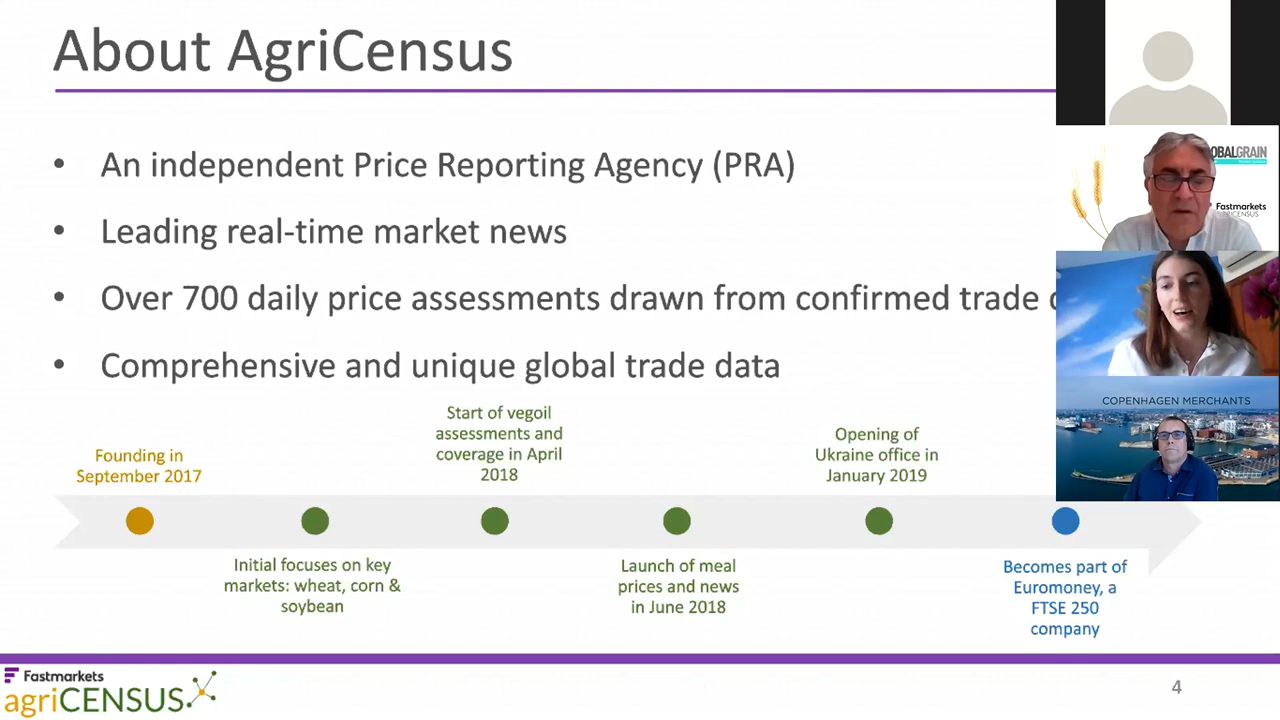 About AgriCensus
• An independent Price Reporting Agency (PRA)
• Leading real-time market news
• Over 700 daily price assessments drawn from confirmed trade
• Comprehensive and unique global trade data
Founding in
September 2017
Initial focuses on key
markets: wheat, corn &
soybean
Start of vegoil
assessments and
coverage in April
2018
Launch of meal
prices and news
in June 2018
Opening of
Ukraine office in
January 2019
Becomes part of
Euromoney, a
FTSE 250
company
Fastmarkets
agriCENSUS
4
OBALGRAIN
Fastmarkets
AGRICENSUS
COPENHAGEN MERCHANTS